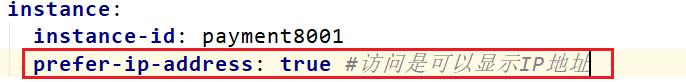 instance:
instance-id: payment8001
prefer-ip-address: true #访问是可以显示IP地址